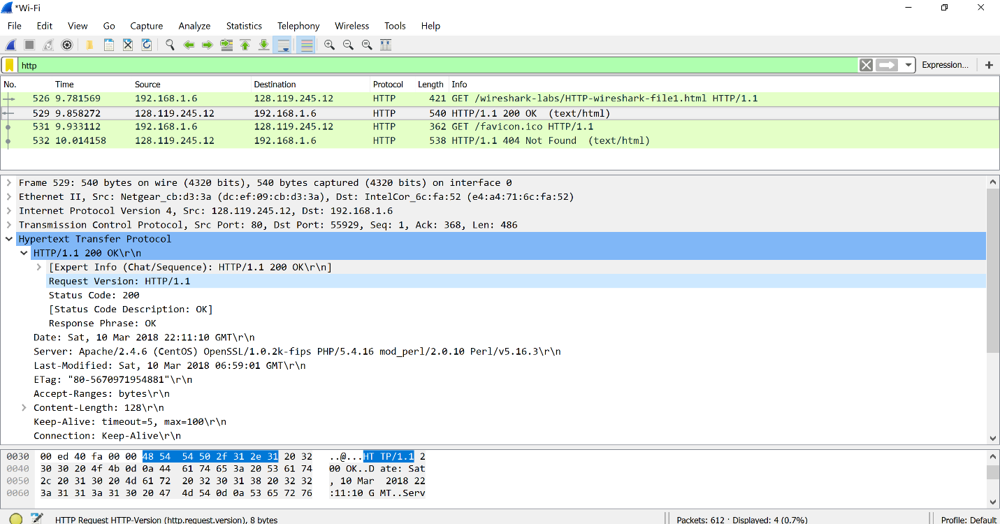 *Wi-Fi
File Edit View Go Capture Analyze Statistics Telephony Wireless Tools Help
http Expression... +
No. Time Source Destination Protocol Length Info
526 9.781569 192.168.1.6 128.119.245.12 HTTP 421 GET /wireshark-labs/HTTP-wireshark-file1.html HTTP/1.1
529 9.858272 128.119.245.12 192.168.1.6 HTTP 540 HTTP/1.1 200 OK (text/html)
531 9.933112 192.168.1.6 128.119.245.12 HTTP 362 GET /favicon.ico HTTP/1.1
532 10.014158 128.119.245.12 192.168.1.6 HTTP 538 HTTP/1.1 404 Not Found (text/html)
Frame 529: 540 bytes on wire (4320 bits), 540 bytes captured (4320 bits) on interface 0
Ethernet II, Src: Netgear_cb:d3:3a (dc:ef:09:cb:d3:3a), Dst: IntelCor_6c:fa:52 (e4:a4:71:6c:fa:52)
Internet Protocol Version 4, Src: 128.119.245.12, Dst: 192.168.1.6
Transmission Control Protocol, Src Port: 80, Dst Port: 55929, Seq: 1, Ack: 368, Len: 486
Hypertext Transfer Protocol
HTTP/1.1 200 OK\r\n
[Expert Info (Chat/Sequence): HTTP/1.1 200 OK\r\n]
Request Version: HTTP/1.1
Status Code: 200
[Status Code Description: OK]
Response Phrase: OK
Date: Sat, 10 Mar 2018 22:11:10 GMT\r\n
Server: Apache/2.4.6 (CentOS) OpenSSL/1.0.2k-fips PHP/5.4.16 mod_perl/2.0.10 Perl/v5.16.3\r\n
Last-Modified: Sat, 10 Mar 2018 06:59:01 GMT\r\n
ETag: "80-5670971954881"\r\n
Accept-Ranges: bytes\r\n
Content-Length: 128\r\n
Keep-Alive: timeout=5, max=100\r\n
Connection: Keep-Alive\r\n
0030 00 ed 40 fa 00 00 48 54 54 50 2f 31 2e 31 20 32 ..@...HT TP/1.1 2
0040 30 30 20 4f 4b 0d 0a 44 61 74 65 3a 20 53 61 74 00 OK..D ate: Sat
0050 2c 20 31 30 20 4d 61 72 20 32 30 31 38 20 32 32 , 10 Mar 2018 22
0060 3a 31 31 3a 31 30 20 47 4d 54 0d 0a 53 65 72 76 :11:10 G MT..Serv
HTTP Request HTTP-Version (http.request.version), 8 bytes Packets: 612 · Displayed: 4 (0.7%) Profile: Default